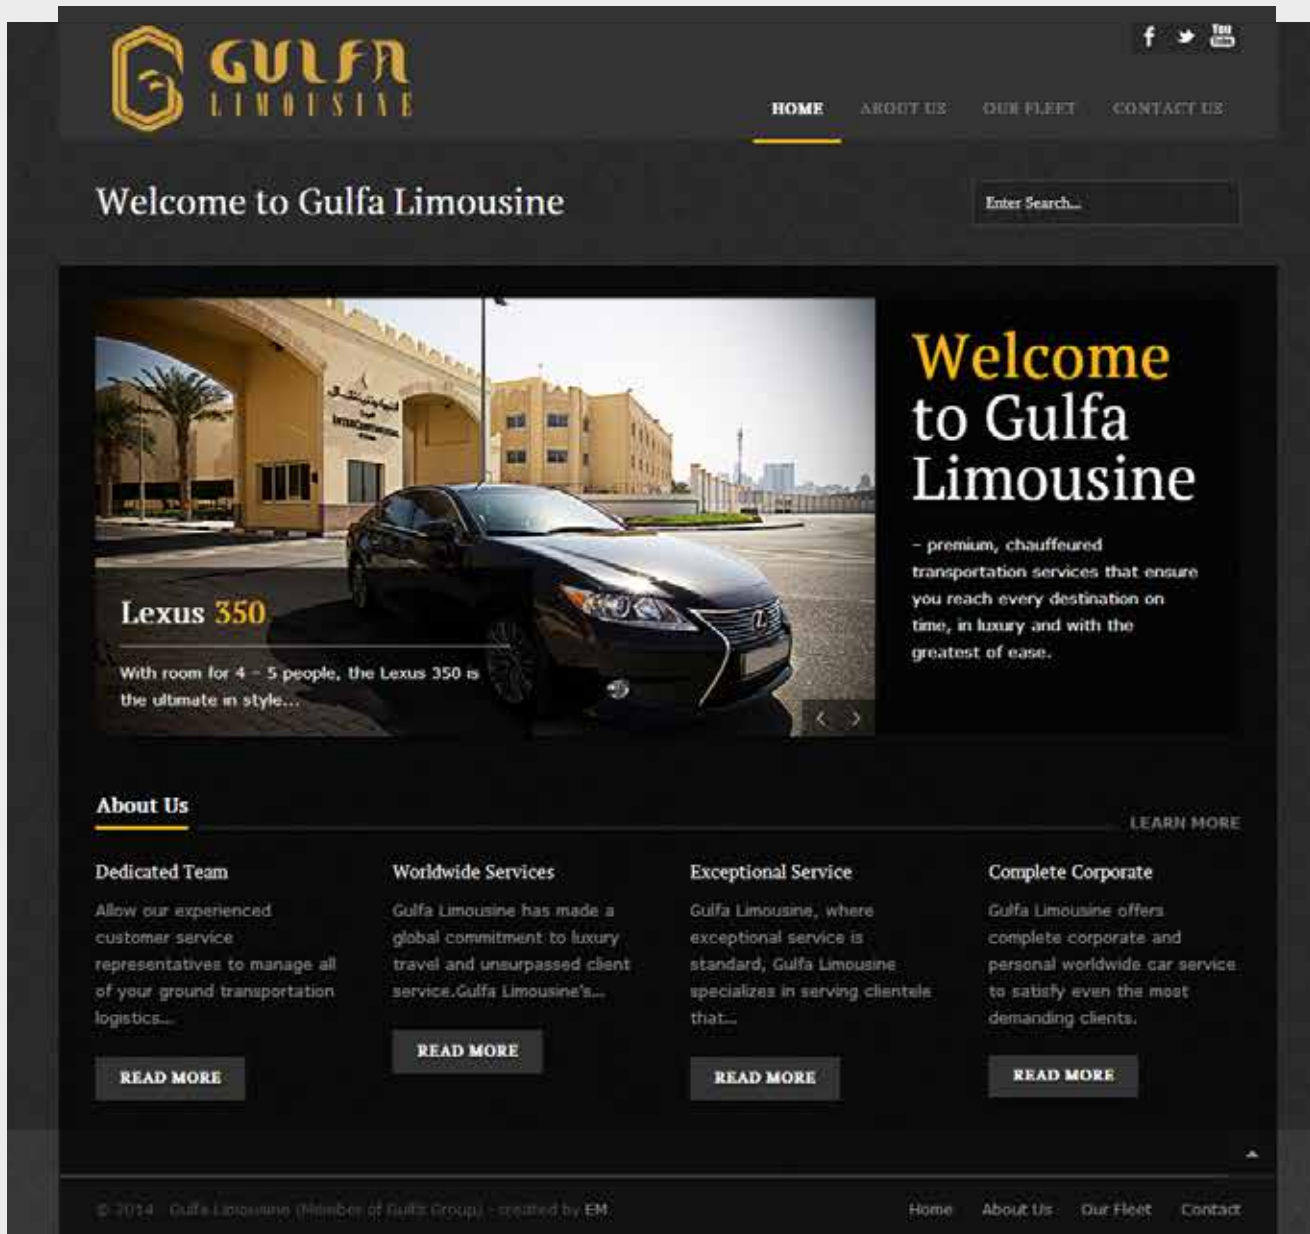 GULFA
LIMOUSINE
You
Tube
HOME ABOUT US OUR FLEET CONTACT US
Welcome to Gulfa Limousine
Enter Search...
INTERCONTINENTAL
Welcome
to Gulfa
Limousine
– premium, chauffeured
transportation services that ensure
you reach every destination on
time, in luxury and with the
greatest of ease.
Lexus 350
With room for 4 – 5 people, the Lexus 350 is
the ultimate in style...
About Us
LEARN MORE
Dedicated Team
Allow our experienced
customer service
representatives to manage all
of your ground transportation
logistics...
READ MORE
Worldwide Services
Gulfa Limousine has made a
global commitment to luxury
travel and unsurpassed client
service.Gulfa Limousine's...
READ MORE
Exceptional Service
Gulfa Limousine, where
exceptional service is
standard, Gulfa Limousine
specializes in serving clientele
that...
READ MORE
Complete Corporate
Gulfa Limousine offers
complete corporate and
personal worldwide car service
to satisfy even the most
demanding clients.
READ MORE
© 2014 - Gulfa Limousine (Member of Gulfa Group) - created by EM
Home About Us Our Fleet Contact